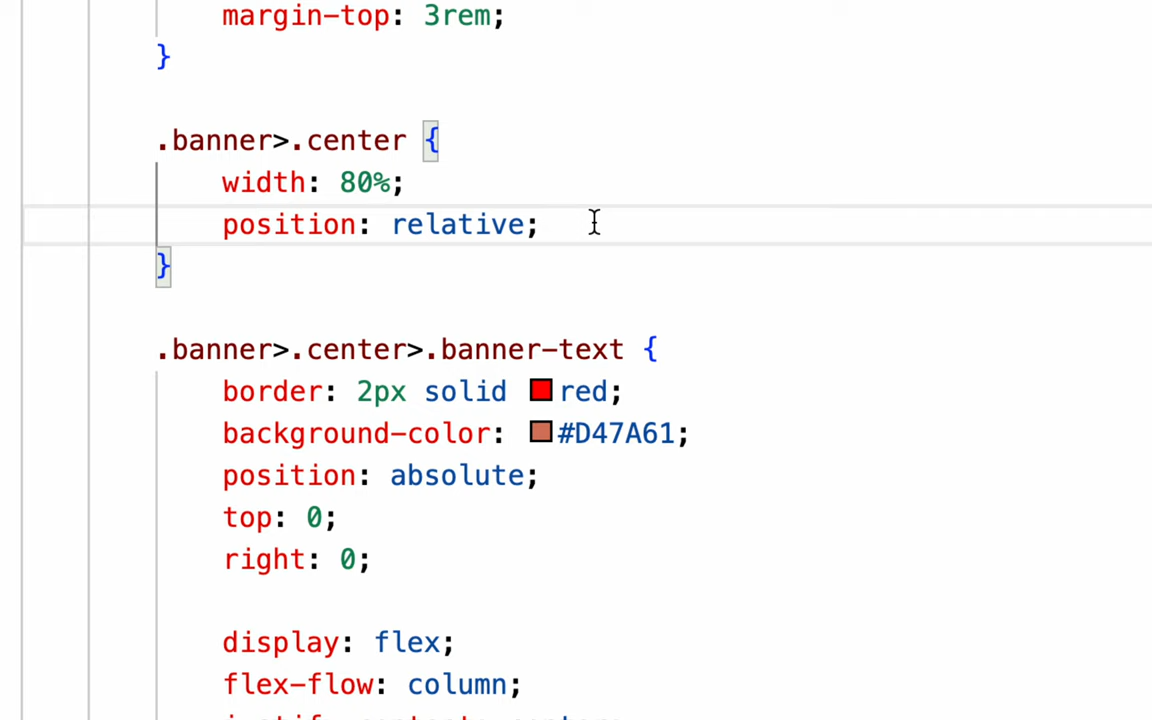 margin-top: 3rem;
}
.banner>.center {
width: 80%;
position: relative;
}
.banner>.center>.banner-text {
border: 2px solid red;
background-color: #D47A61;
position: absolute;
top: 0;
right: 0;
display: flex;
flex-flow: column;